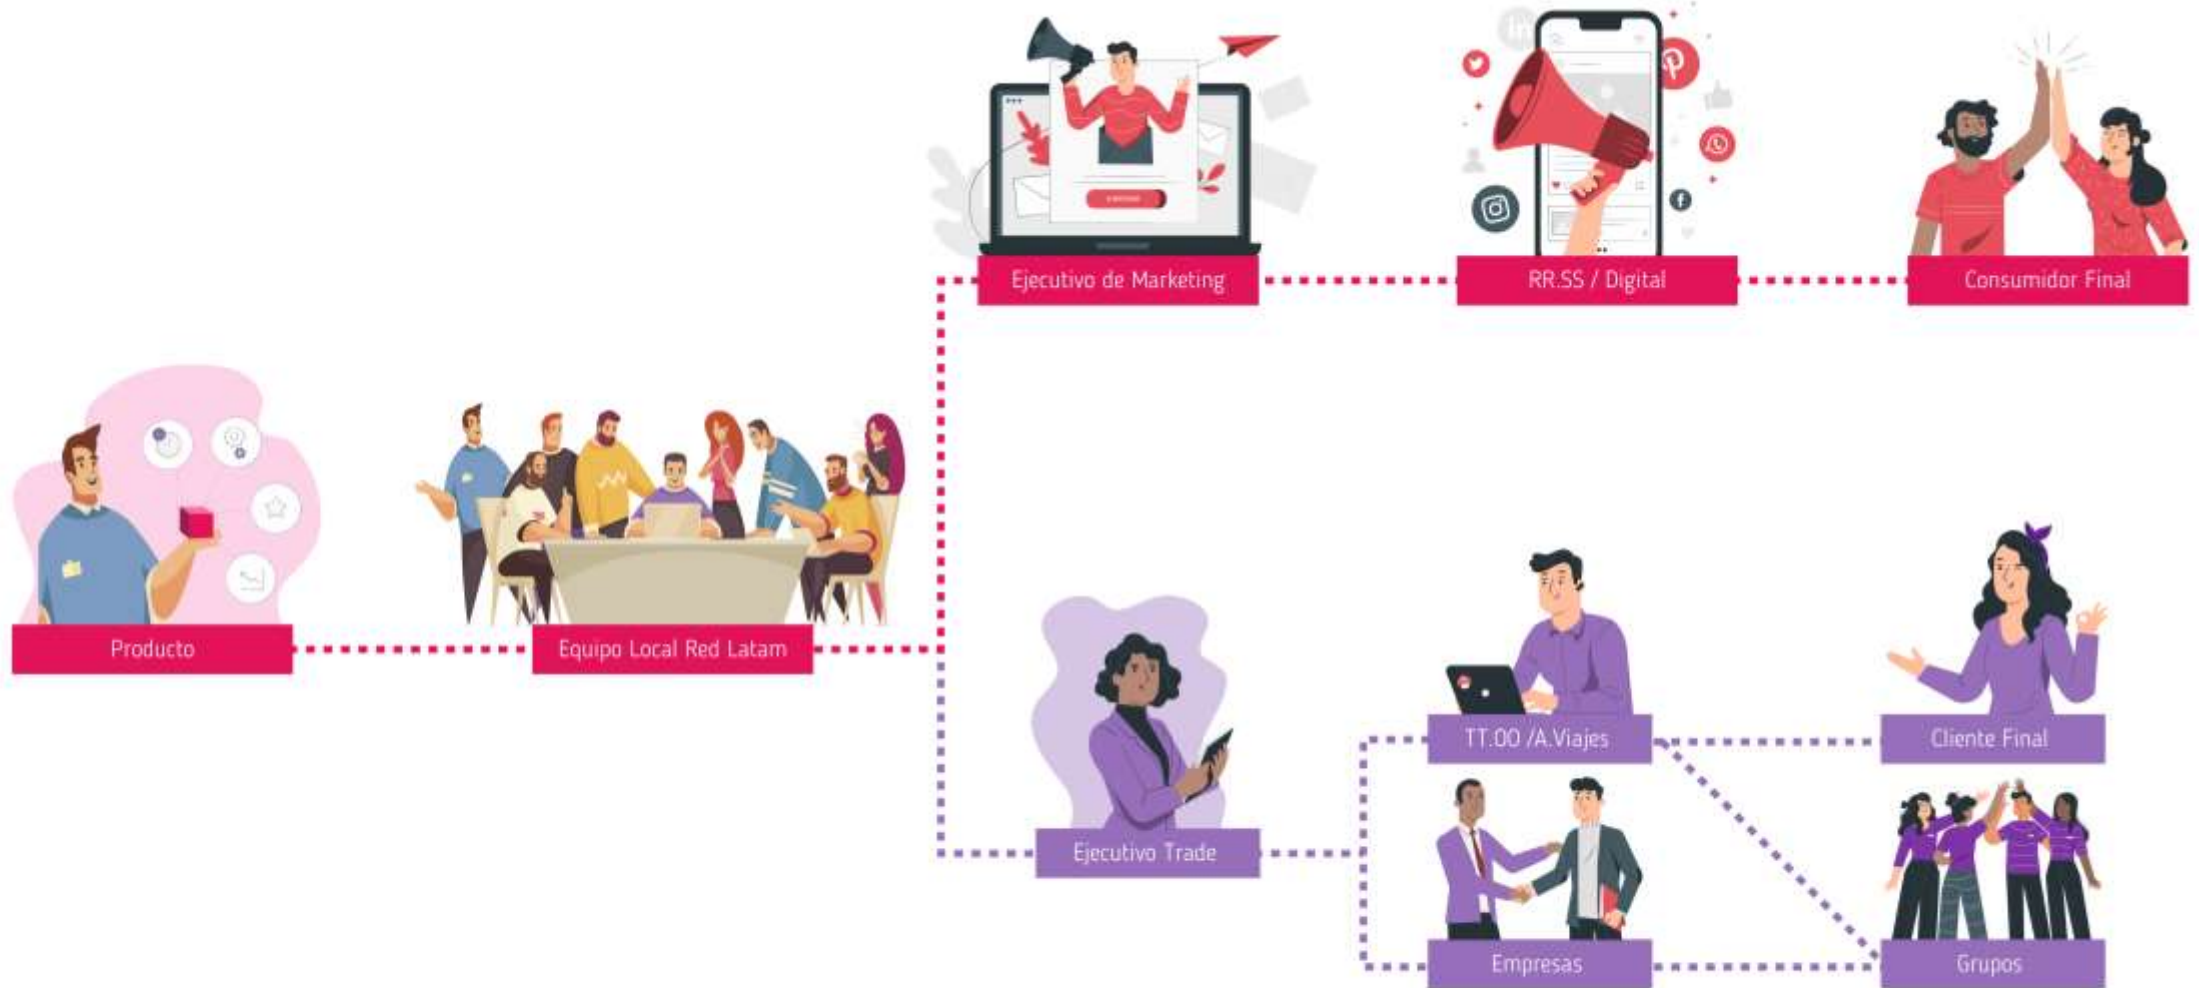 Ejecutivo de Marketing
RR.SS / Digital
Consumidor Final
Producto
Equipo Local Red Latam
TT.OO /A.Viajes
Cliente Final
Ejecutivo Trade
Empresas
Grupos